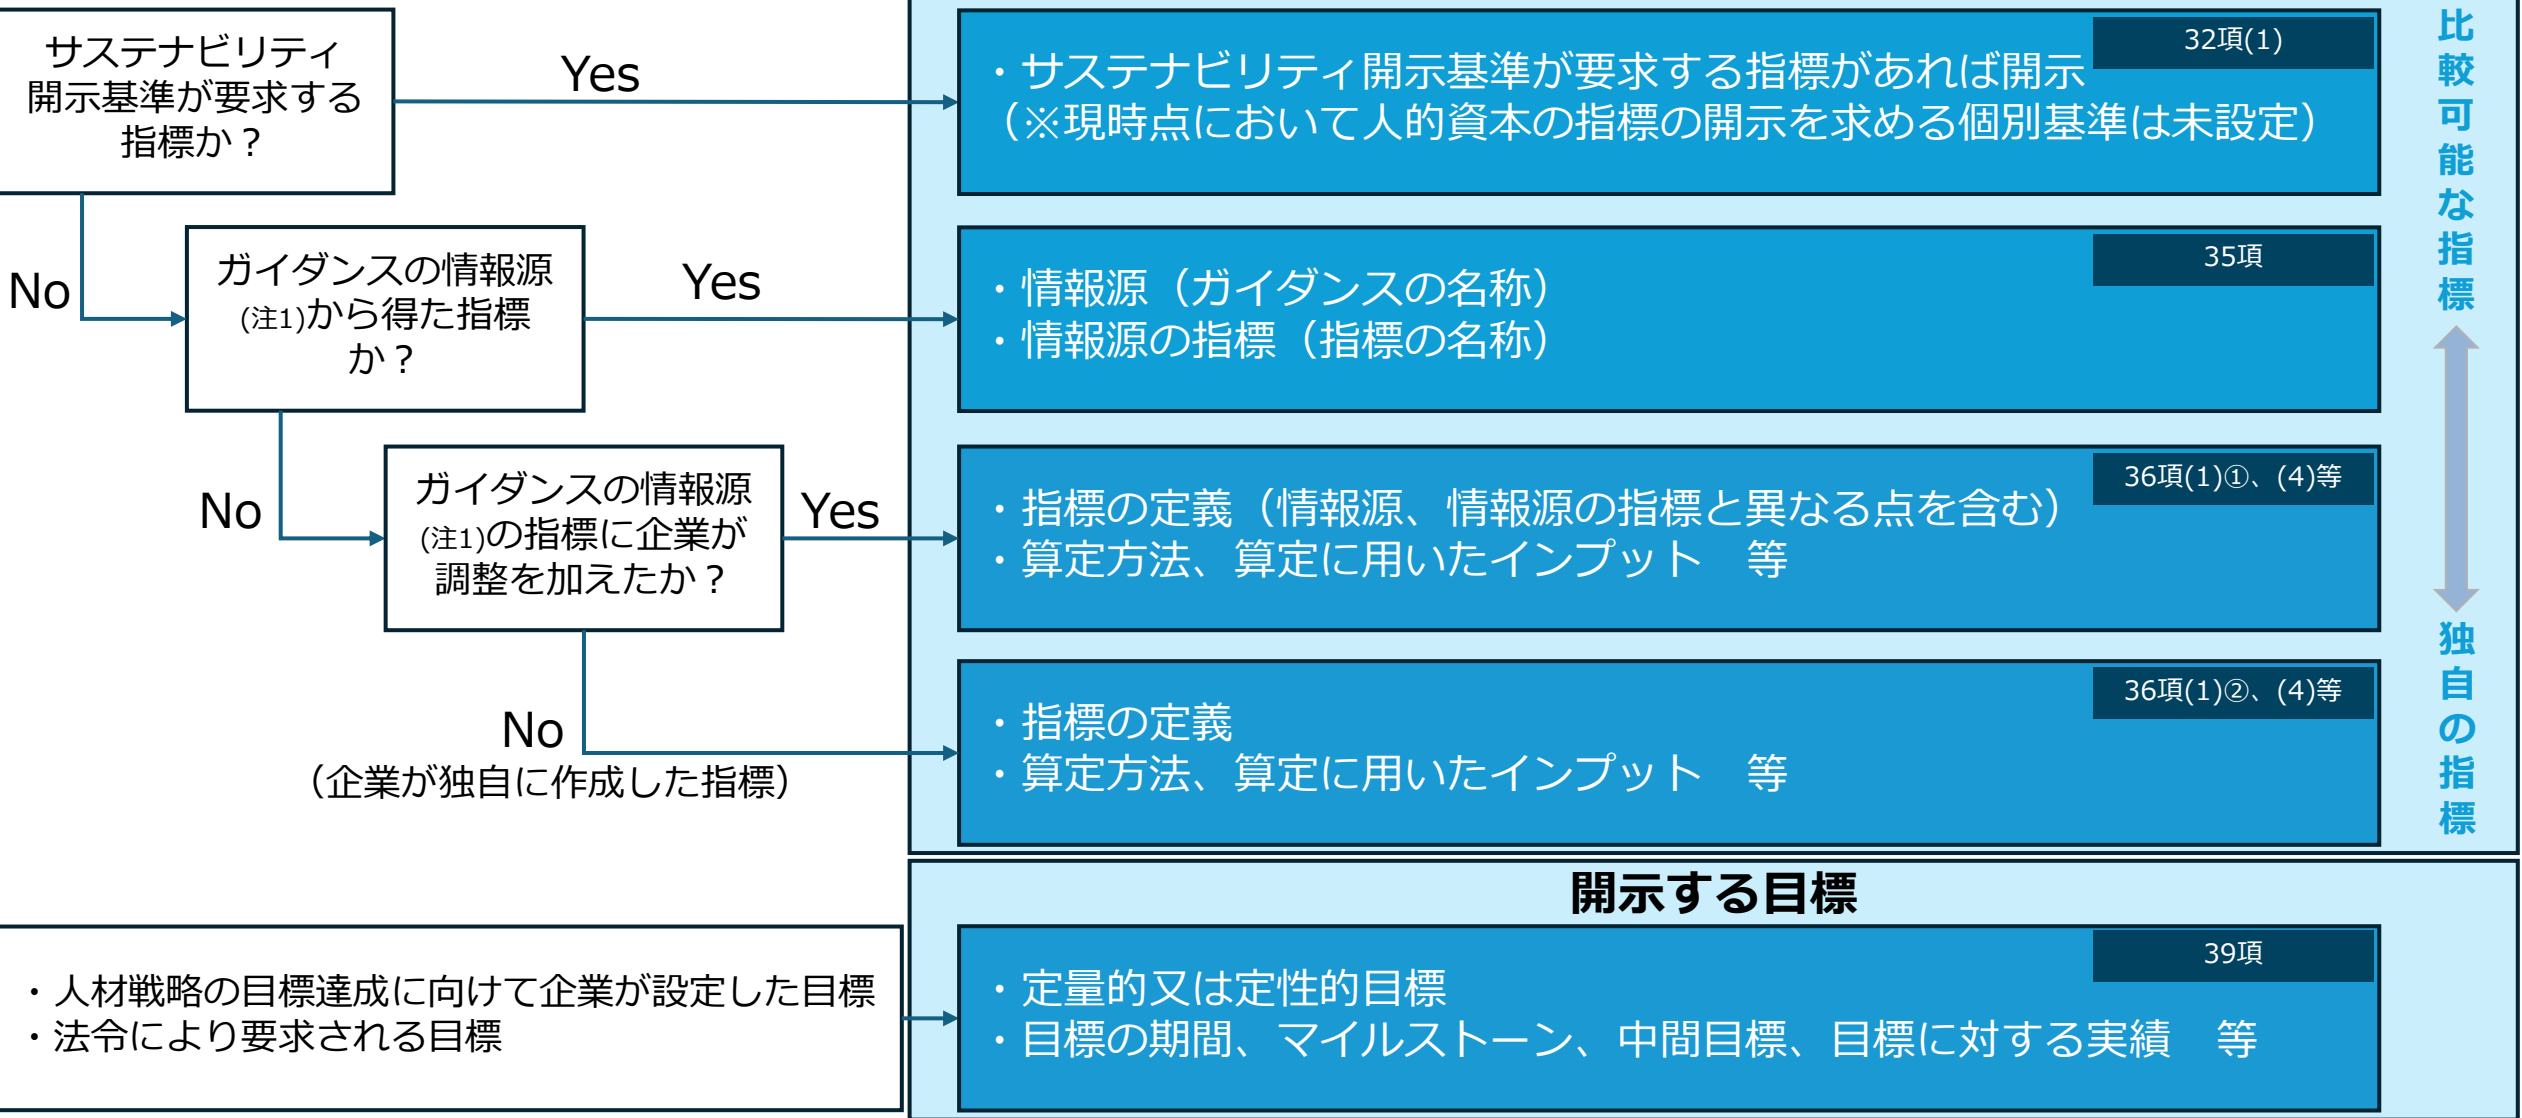 サステナビリティ
開示基準が要求する
指標か？
Yes
32項(1)
・サステナビリティ開示基準が要求する指標があれば開示
（※現時点において人的資本の指標の開示を求める個別基準は未設定）
No
ガイダンスの情報源
(注1)から得た指標
か？
Yes
35項
・情報源（ガイダンスの名称）
・情報源の指標（指標の名称）
No
ガイダンスの情報源
(注1)の指標に企業が
調整を加えたか？
Yes
36項(1)①、(4)等
・指標の定義（情報源、情報源の指標と異なる点を含む）
・算定方法、算定に用いたインプット　等
No
（企業が独自に作成した指標）
36項(1)②、(4)等
・指標の定義
・算定方法、算定に用いたインプット　等
比較可能な指標
独自の指標
開示する目標
・人材戦略の目標達成に向けて企業が設定した目標
・法令により要求される目標
39項
・定量的又は定性的目標
・目標の期間、マイルストーン、中間目標、目標に対する実績　等